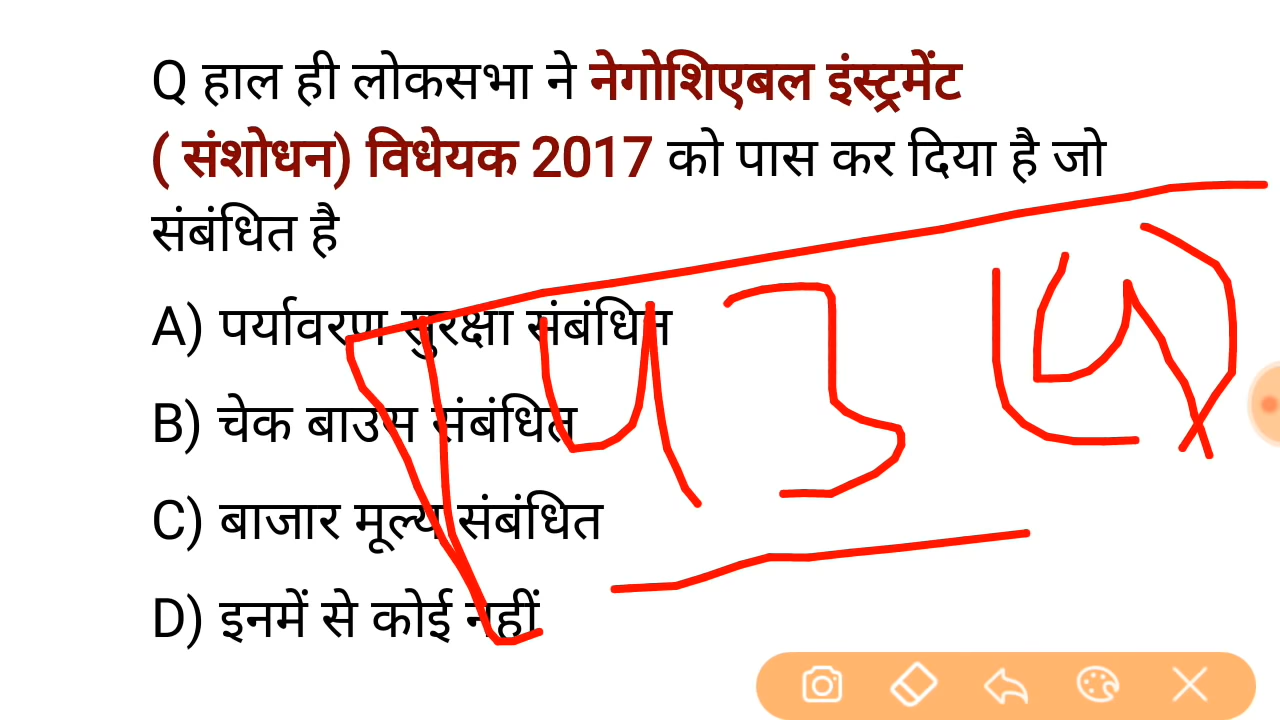 Q हाल ही लोकसभा ने नेगोशिएबल इंस्ट्रमेंट
( संशोधन) विधेयक 2017 को पास कर दिया है जो
संबंधित है
A) पर्यावरण सुरक्षा संबंधित
B) चेक बाउंस संबंधित
C) बाजार मूल्य संबंधित
D) इनमें से कोई नहीं